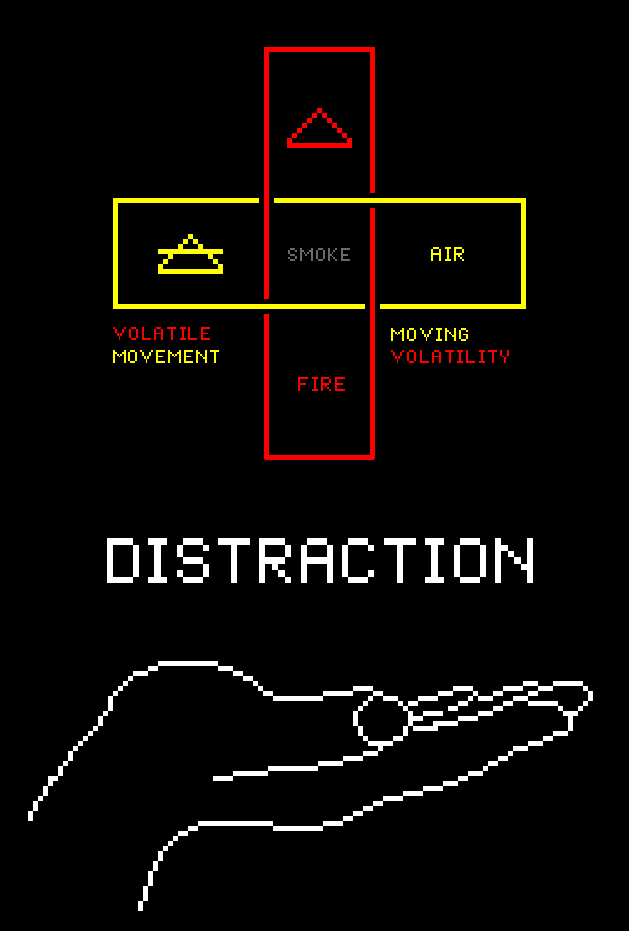 SMOKE
AIR
VOLATILE
MOVEMENT
MOVING
VOLATILITY
FIRE
DISTRACTION